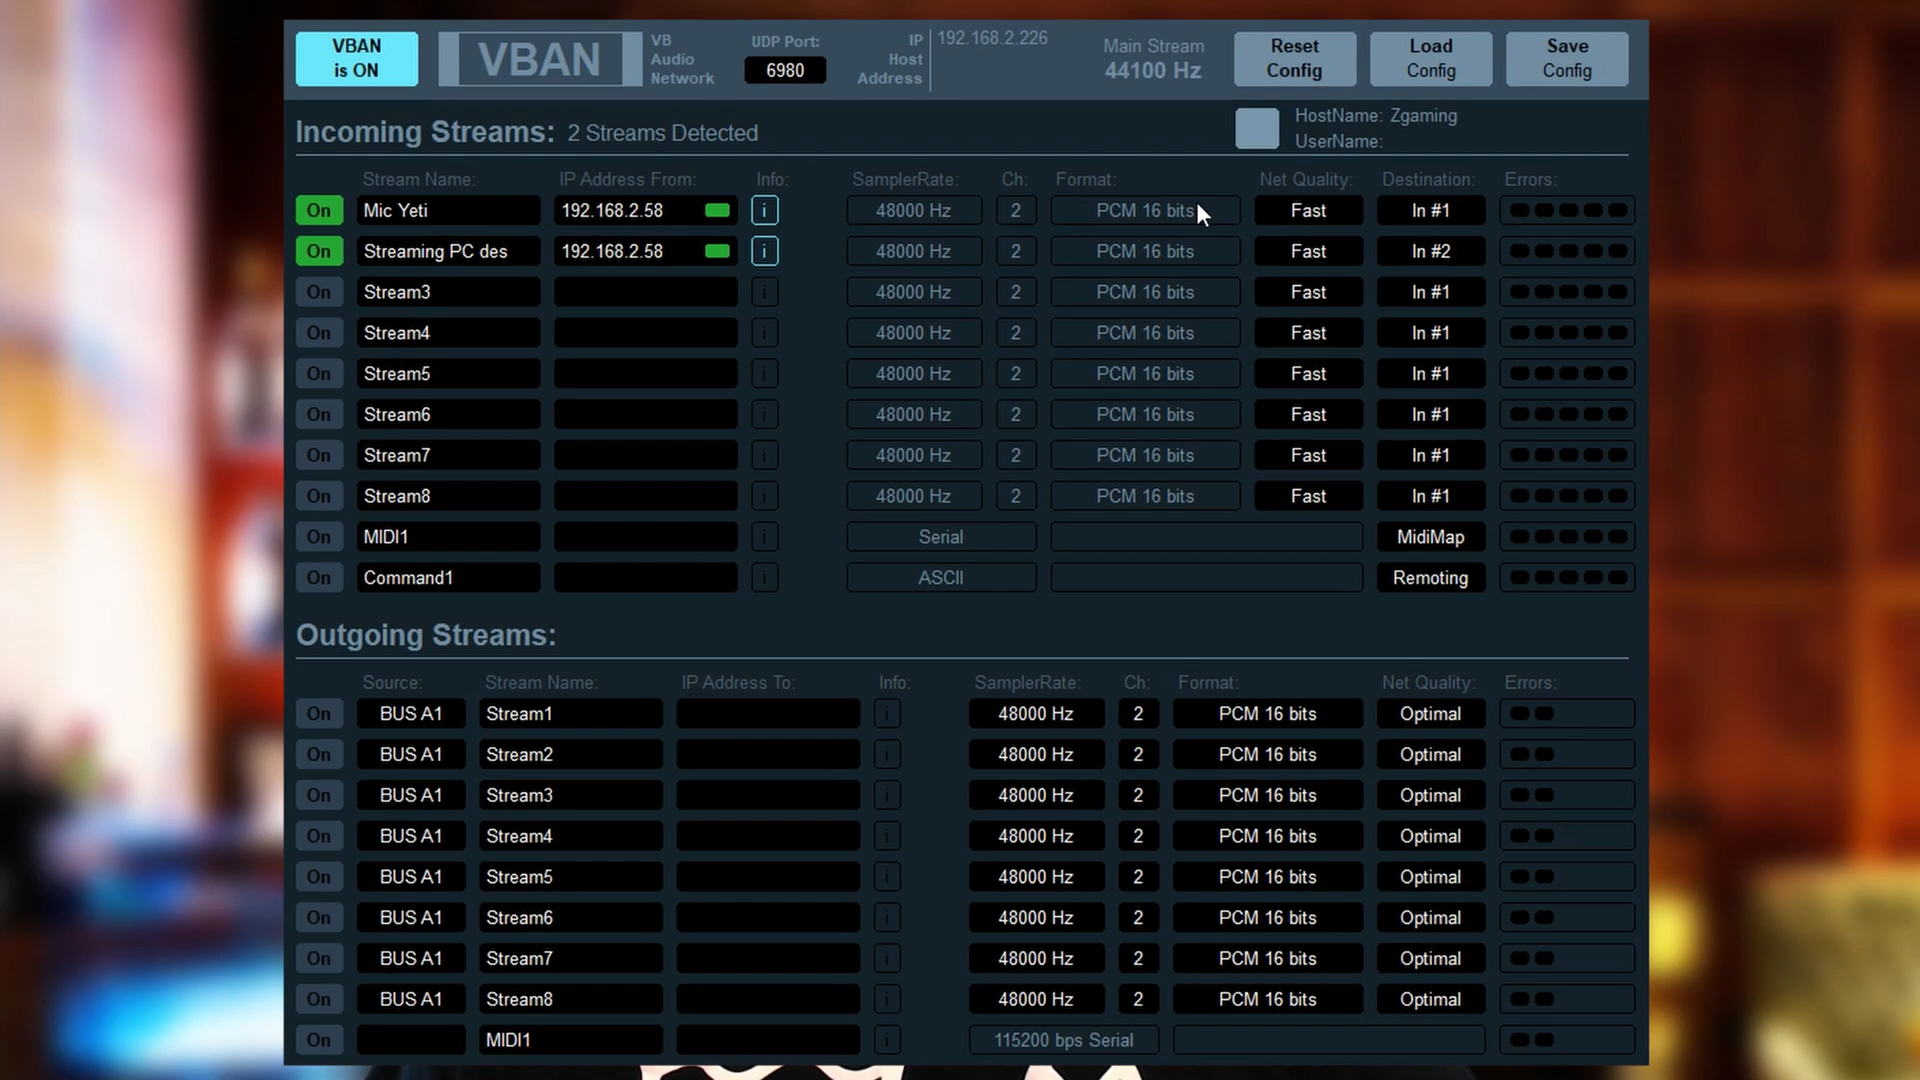 VBAN is ON VBAN VB Audio Network UDP Port: 6980 IP Host Address 192.168.2.226 Main Stream 44100 Hz Reset Config Load Config Save Config
Incoming Streams: 2 Streams Detected HostName: Zgaming
UserName:
Stream Name: IP Address From: Info: SamplerRate: Ch: Format: Net Quality: Destination: Errors:
On Mic Yeti 192.168.2.58 i 48000 Hz 2 PCM 16 bits Fast In #1
On Streaming PC des 192.168.2.58 i 48000 Hz 2 PCM 16 bits Fast In #2
On Stream3 i 48000 Hz 2 PCM 16 bits Fast In #1
On Stream4 i 48000 Hz 2 PCM 16 bits Fast In #1
On Stream5 i 48000 Hz 2 PCM 16 bits Fast In #1
On Stream6 i 48000 Hz 2 PCM 16 bits Fast In #1
On Stream7 i 48000 Hz 2 PCM 16 bits Fast In #1
On Stream8 i 48000 Hz 2 PCM 16 bits Fast In #1
On MIDI1 i Serial MidiMap
On Command1 i ASCII Remoting
Outgoing Streams:
Source: Stream Name: IP Address To: Info: SamplerRate: Ch: Format: Net Quality: Errors:
On BUS A1 Stream1 i 48000 Hz 2 PCM 16 bits Optimal
On BUS A1 Stream2 i 48000 Hz 2 PCM 16 bits Optimal
On BUS A1 Stream3 i 48000 Hz 2 PCM 16 bits Optimal
On BUS A1 Stream4 i 48000 Hz 2 PCM 16 bits Optimal
On BUS A1 Stream5 i 48000 Hz 2 PCM 16 bits Optimal
On BUS A1 Stream6 i 48000 Hz 2 PCM 16 bits Optimal
On BUS A1 Stream7 i 48000 Hz 2 PCM 16 bits Optimal
On BUS A1 Stream8 i 48000 Hz 2 PCM 16 bits Optimal
On MIDI1 i 115200 bps Serial